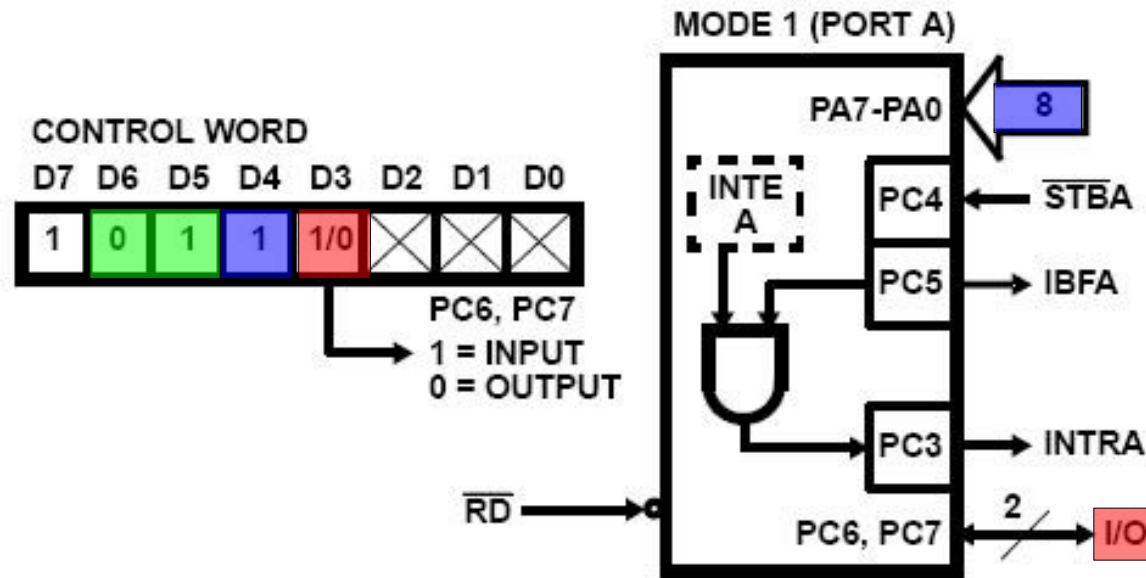 MODE 1 (PORT A)
CONTROL WORD
D7 D6 D5 D4 D3 D2 D1 D0
1 0 1 1 1/0
PC6, PC7
1 = INPUT
0 = OUTPUT
PA7-PA0
8
INTE
A
PC4
STBA
PC5
IBFA
PC3
INTRA
RD
PC6, PC7
2
I/O